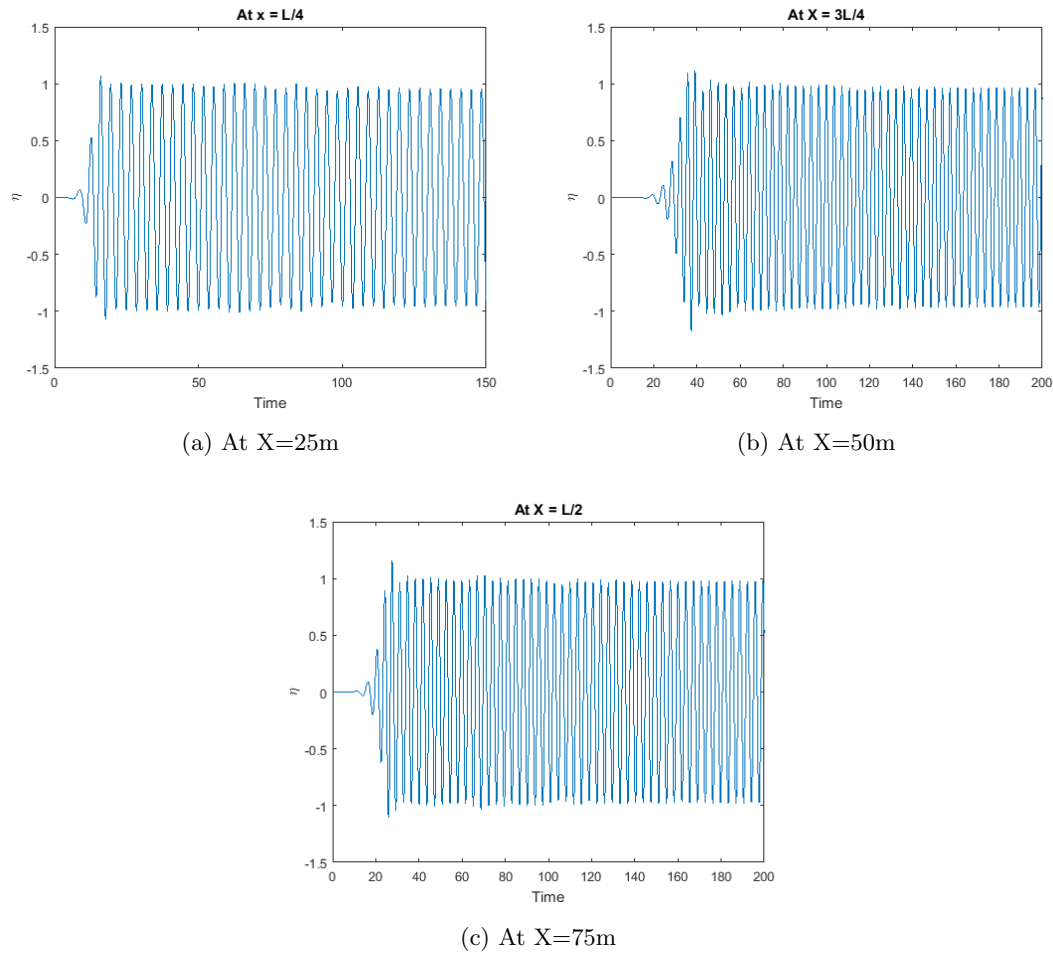 At x = L/4
1.5
1
0.5
0
-0.5
-1
-1.5
η
0 50 100 150
Time
(a) At X=25m
At X = 3L/4
1.5
1
0.5
0
-0.5
-1
-1.5
η
0 20 40 60 80 100 120 140 160 180 200
Time
(b) At X=50m
At X = L/2
1.5
1
0.5
0
-0.5
-1
-1.5
η
0 20 40 60 80 100 120 140 160 180 200
Time
(c) At X=75m